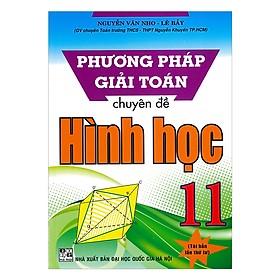 NGUYỄN VĂN NHO - LÊ BẢY
(GV chuyên Toán trường THCS - THPT Nguyễn Khuyến TP.HCM)
PHƯƠNG PHÁP
GIẢI TOÁN
chuyên đề
Hình học
11
(Tái bản
lần thứ tư)
NHÀ XUẤT BẢN ĐẠI HỌC QUỐC GIA HÀ NỘI